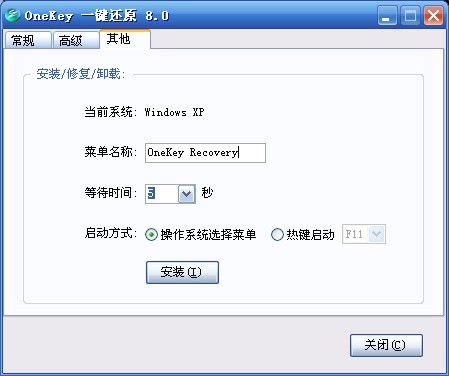 OneKey 一键还原 8.0
常规 高级 其他
安装/修复/卸载:
当前系统: Windows XP
菜单名称: OneKey Recovery
等待时间: 5 秒
启动方式: 操作系统选择菜单 热键启动 F11
安装(I)
关闭(C)